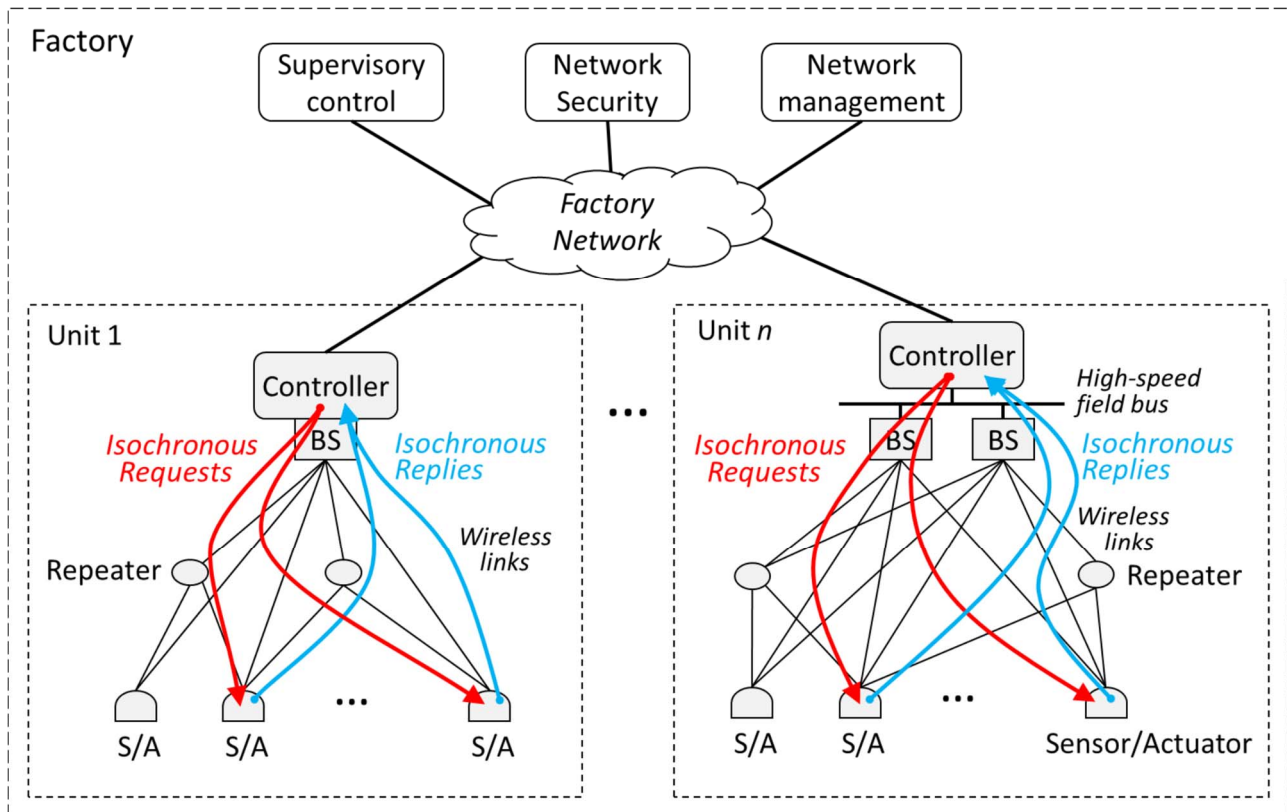 Factory
Supervisory
control
Network
Security
Network
management
Factory
Network
Unit 1
Controller
BS
Isochronous
Requests
Isochronous
Replies
Wireless
links
Repeater
S/A
S/A
...
S/A
...
Unit n
Controller
High-speed
field bus
BS
BS
Isochronous
Requests
Isochronous
Replies
Wireless
links
Repeater
S/A
S/A
...
Sensor/Actuator